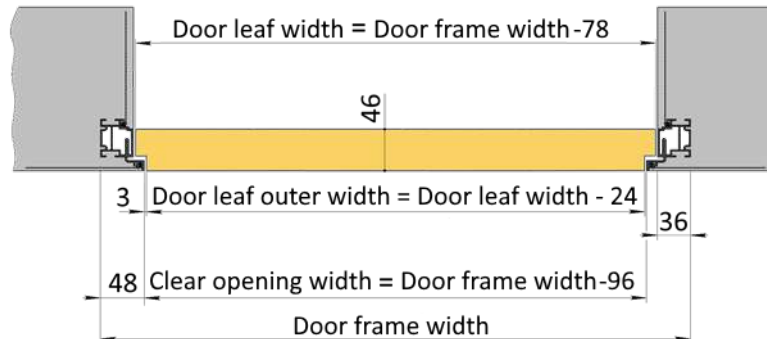 Door leaf width = Door frame width-78
46
3
Door leaf outer width = Door leaf width - 24
36
48
Clear opening width = Door frame width-96
Door frame width